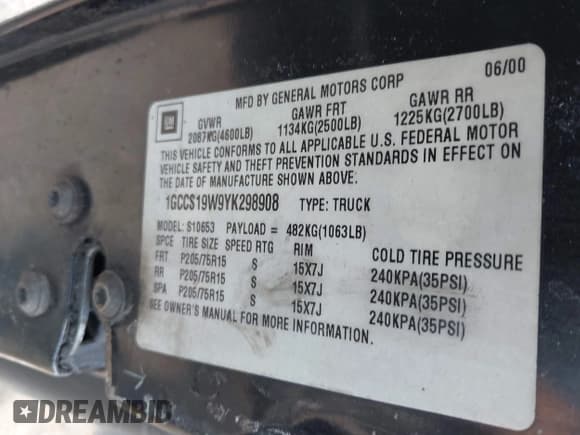 MFD BY GENERAL MOTORS CORP 06/00
GM GVWR GAWR FRT GAWR RR
2087KG(4600LB) 1134KG(2500LB) 1225KG(2700LB)
THIS VEHICLE CONFORMS TO ALL APPLICABLE U.S. FEDERAL MOTOR
VEHICLE SAFETY AND THEFT PREVENTION STANDARDS IN EFFECT ON
THE DATE OF MANUFACTURE SHOWN ABOVE.
1GCCS19W9YK298908 TYPE: TRUCK
MODEL: S10653 PAYLOAD = 482KG(1063LB)
SPCE TIRE SIZE SPEED RTG RIM COLD TIRE PRESSURE
FRT P205/75R15 S 15X7J 240KPA(35PSI)
RR P205/75R15 S 15X7J 240KPA(35PSI)
SPA P205/75R15 S 15X7J 240KPA(35PSI)
SEE OWNER'S MANUAL FOR MORE INFORMATION.
DREAMBID